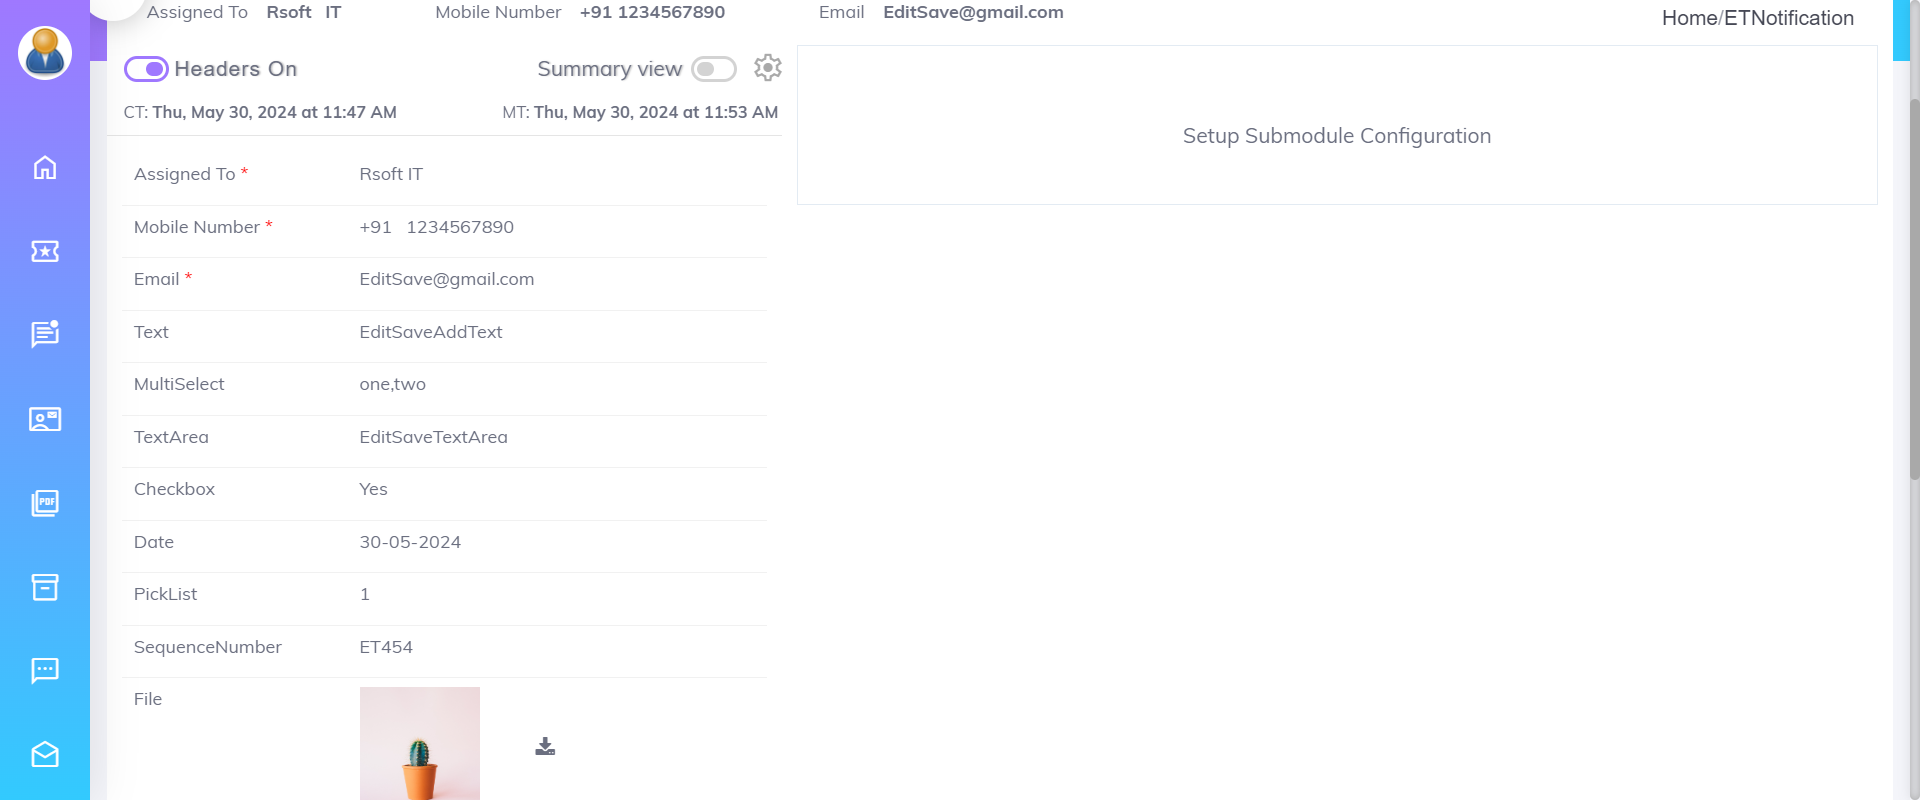 Assigned To Rsoft IT Mobile Number +91 1234567890 Email EditSave@gmail.com
Home/ETNotification
Headers On Summary view
CT: Thu, May 30, 2024 at 11:47 AM MT: Thu, May 30, 2024 at 11:53 AM
Setup Submodule Configuration
Assigned To * Rsoft IT
Mobile Number * +91 1234567890
Email * EditSave@gmail.com
Text EditSaveAddText
MultiSelect one,two
TextArea EditSaveTextArea
Checkbox Yes
Date 30-05-2024
PickList 1
SequenceNumber ET454
File
PDF